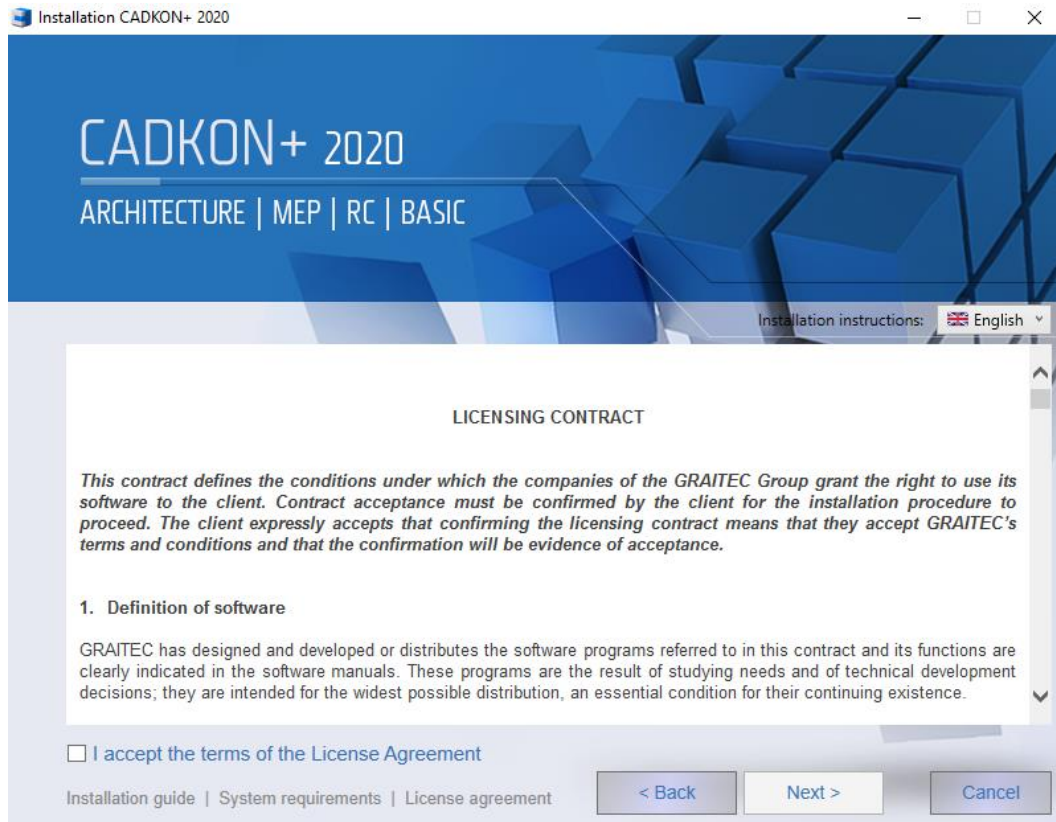 Installation CADKON+ 2020
CADKON+ 2020
ARCHITECTURE | MEP | RC | BASIC
Installation instructions: English
LICENSING CONTRACT
This contract defines the conditions under which the companies of the GRAITEC Group grant the right to use its
software to the client. Contract acceptance must be confirmed by the client for the installation procedure to
proceed. The client expressly accepts that confirming the licensing contract means that they accept GRAITEC's
terms and conditions and that the confirmation will be evidence of acceptance.
1. Definition of software
GRAITEC has designed and developed or distributes the software programs referred to in this contract and its functions are
clearly indicated in the software manuals. These programs are the result of studying needs and of technical development
decisions; they are intended for the widest possible distribution, an essential condition for their continuing existence.
I accept the terms of the License Agreement
Installation guide | System requirements | License agreement
< Back Next > Cancel